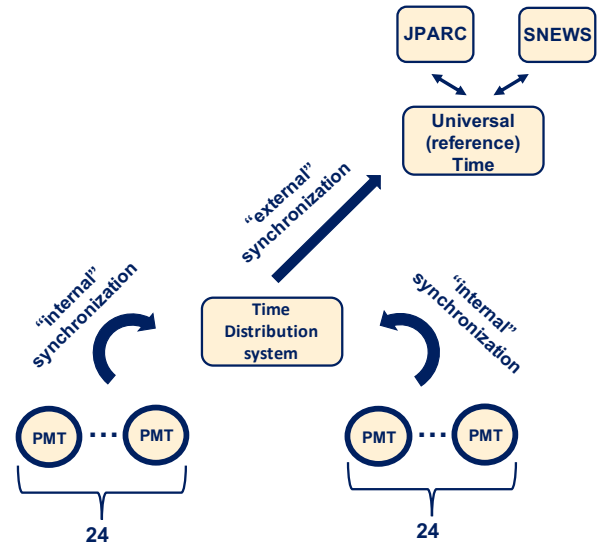 JPARC
SNEWS
Universal
(reference)
Time
“external”
synchronization
“internal”
synchronization
Time
Distribution
system
“internal”
synchronization
PMT
...
PMT
PMT
...
PMT
24
24